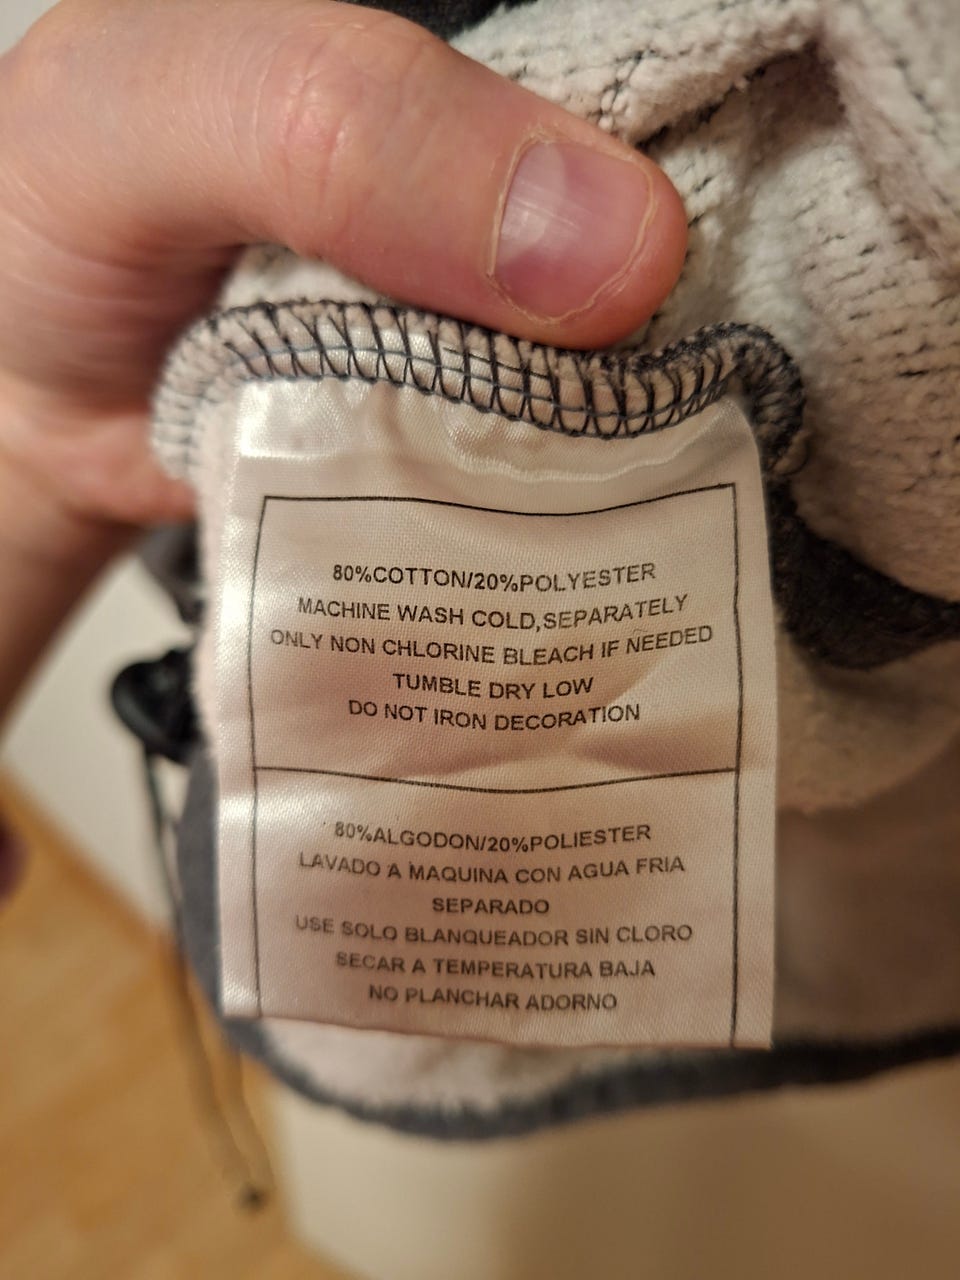 80%COTTON/20%POLYESTER
MACHINE WASH COLD,SEPARATELY
ONLY NON CHLORINE BLEACH IF NEEDED
TUMBLE DRY LOW
DO NOT IRON DECORATION
80%ALGODON/20%POLIESTER
LAVADO A MAQUINA CON AGUA FRIA
SEPARADO
USE SOLO BLANQUEADOR SIN CLORO
SECAR A TEMPERATURA BAJA
NO PLANCHAR ADORNO